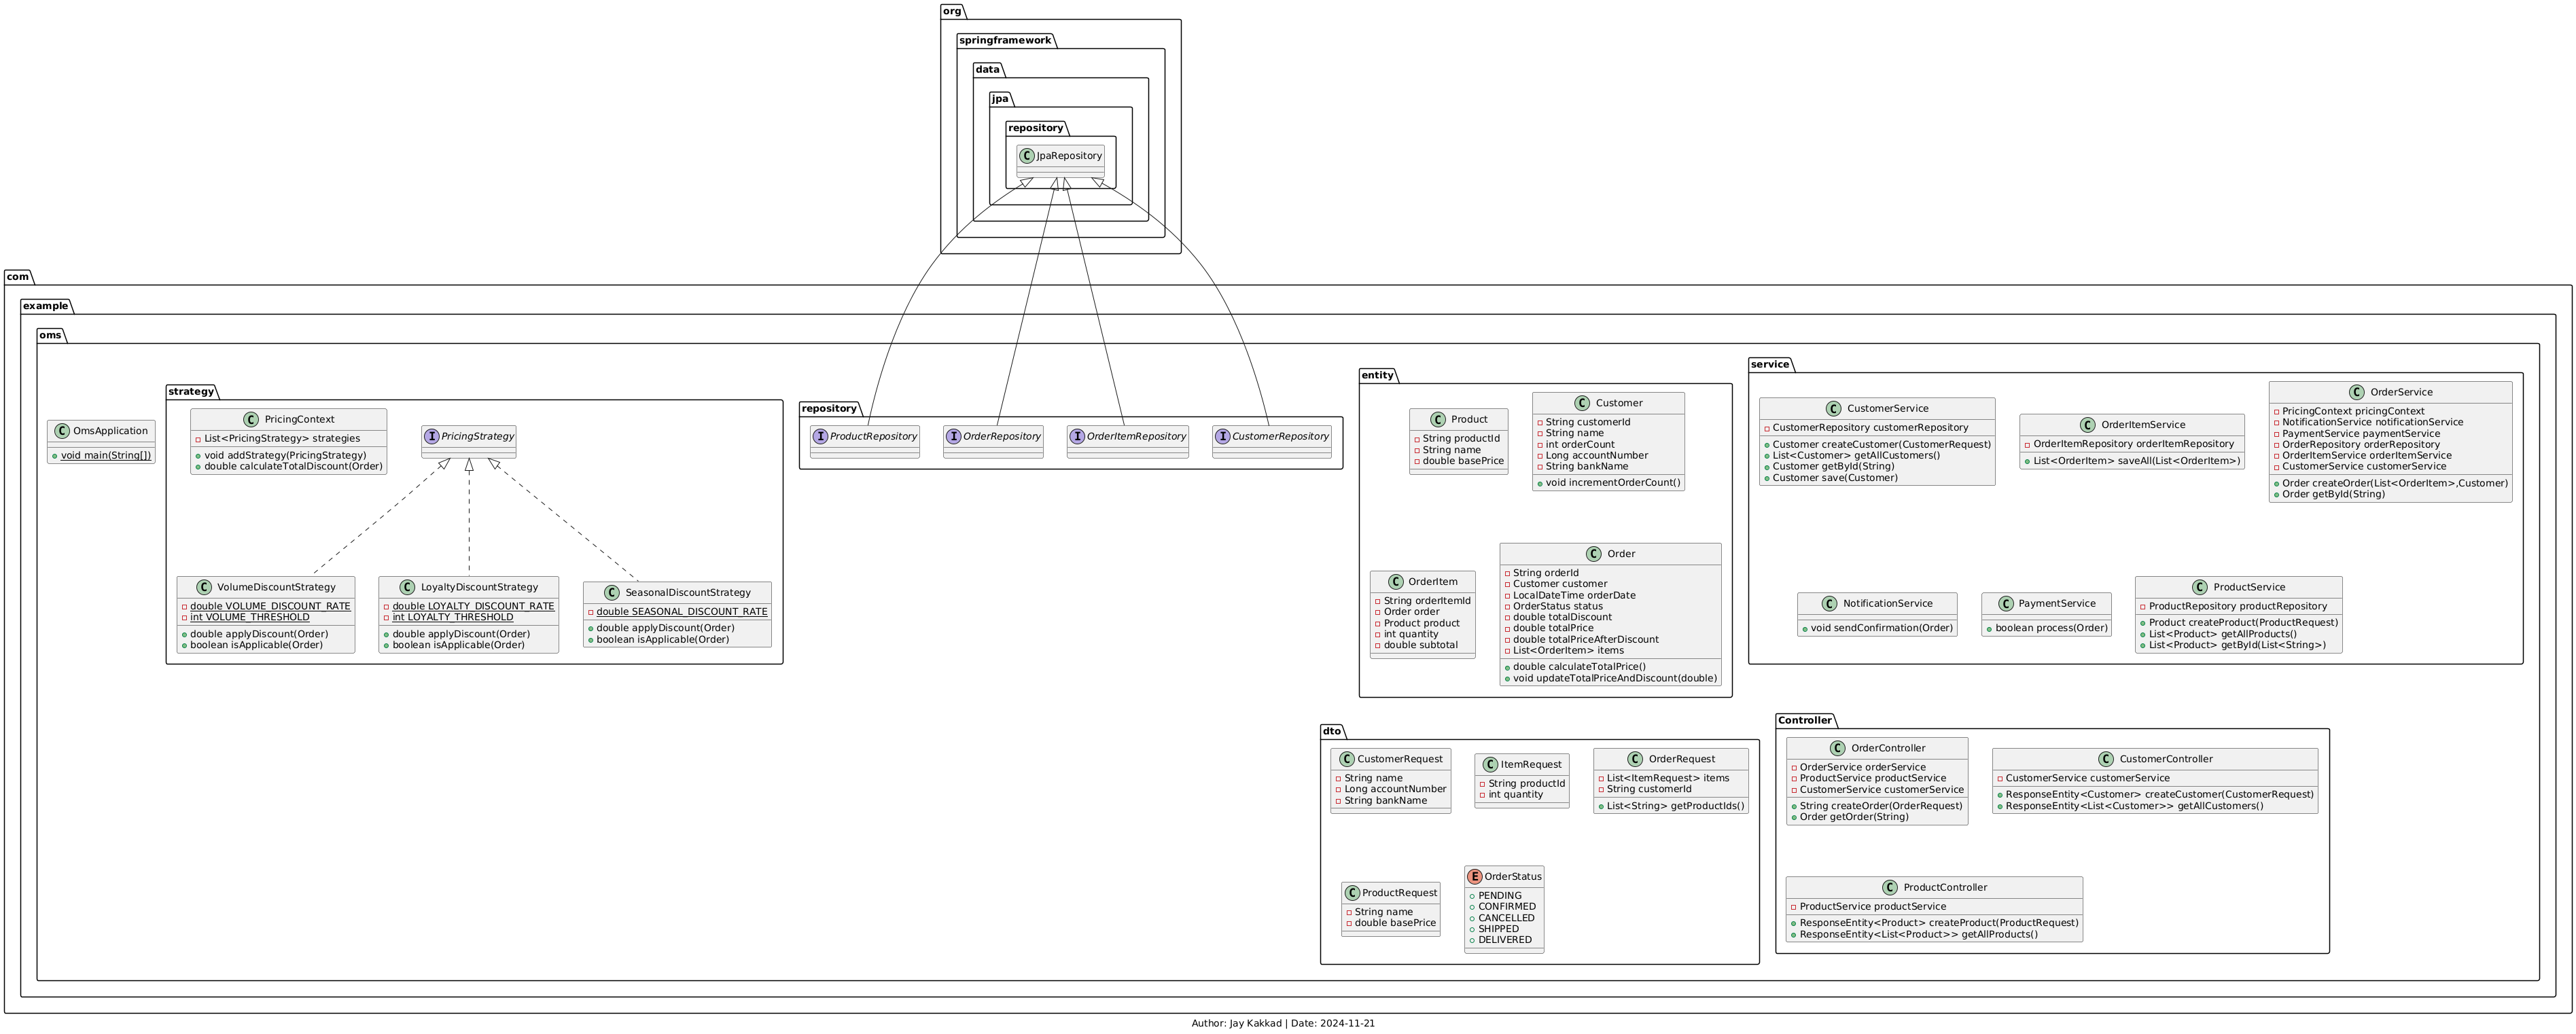 org
springframework
data
jpa
repository
C JpaRepository
com
example
oms
C OmsApplication
void main(String[])
strategy
C PricingContext
List<PricingStrategy> strategies
void addStrategy(PricingStrategy)
double calculateTotalDiscount(Order)
I PricingStrategy
C VolumeDiscountStrategy
double VOLUME_DISCOUNT_RATE
int VOLUME_THRESHOLD
double applyDiscount(Order)
boolean isApplicable(Order)
C LoyaltyDiscountStrategy
double LOYALTY_DISCOUNT_RATE
int LOYALTY_THRESHOLD
double applyDiscount(Order)
boolean isApplicable(Order)
C SeasonalDiscountStrategy
double SEASONAL_DISCOUNT_RATE
double applyDiscount(Order)
boolean isApplicable(Order)
repository
I ProductRepository
I OrderRepository
I OrderItemRepository
I CustomerRepository
entity
C Product
String productId
String name
double basePrice
C Customer
String customerId
String name
int orderCount
Long accountNumber
String bankName
void incrementOrderCount()
C OrderItem
String orderItemId
Order order
Product product
int quantity
double subtotal
C Order
String orderId
Customer customer
LocalDateTime orderDate
OrderStatus status
double totalDiscount
double totalPrice
double totalPriceAfterDiscount
List<OrderItem> items
double calculateTotalPrice()
void updateTotalPriceAndDiscount(double)
service
C CustomerService
CustomerRepository customerRepository
Customer createCustomer(CustomerRequest)
List<Customer> getAllCustomers()
Customer getById(String)
Customer save(Customer)
C OrderItemService
OrderItemRepository orderItemRepository
List<OrderItem> saveAll(List<OrderItem>)
C OrderService
PricingContext pricingContext
NotificationService notificationService
PaymentService paymentService
OrderRepository orderRepository
OrderItemService orderItemService
CustomerService customerService
Order createOrder(List<OrderItem>,Customer)
Order getById(String)
C NotificationService
void sendConfirmation(Order)
C PaymentService
boolean process(Order)
C ProductService
ProductRepository productRepository
Product createProduct(ProductRequest)
List<Product> getAllProducts()
List<Product> getById(List<String>)
dto
C CustomerRequest
String name
Long accountNumber
String bankName
C ItemRequest
String productId
int quantity
C OrderRequest
List<ItemRequest> items
String customerId
List<String> getProductIds()
C ProductRequest
String name
double basePrice
E OrderStatus
PENDING
CONFIRMED
CANCELLED
SHIPPED
DELIVERED
Controller
C OrderController
OrderService orderService
ProductService productService
CustomerService customerService
String createOrder(OrderRequest)
Order getOrder(String)
C CustomerController
CustomerService customerService
ResponseEntity<Customer> createCustomer(CustomerRequest)
ResponseEntity<List<Customer>> getAllCustomers()
C ProductController
ProductService productService
ResponseEntity<Product> createProduct(ProductRequest)
ResponseEntity<List<Product>> getAllProducts()
Author: Jay Kakkad | Date: 2024-11-21